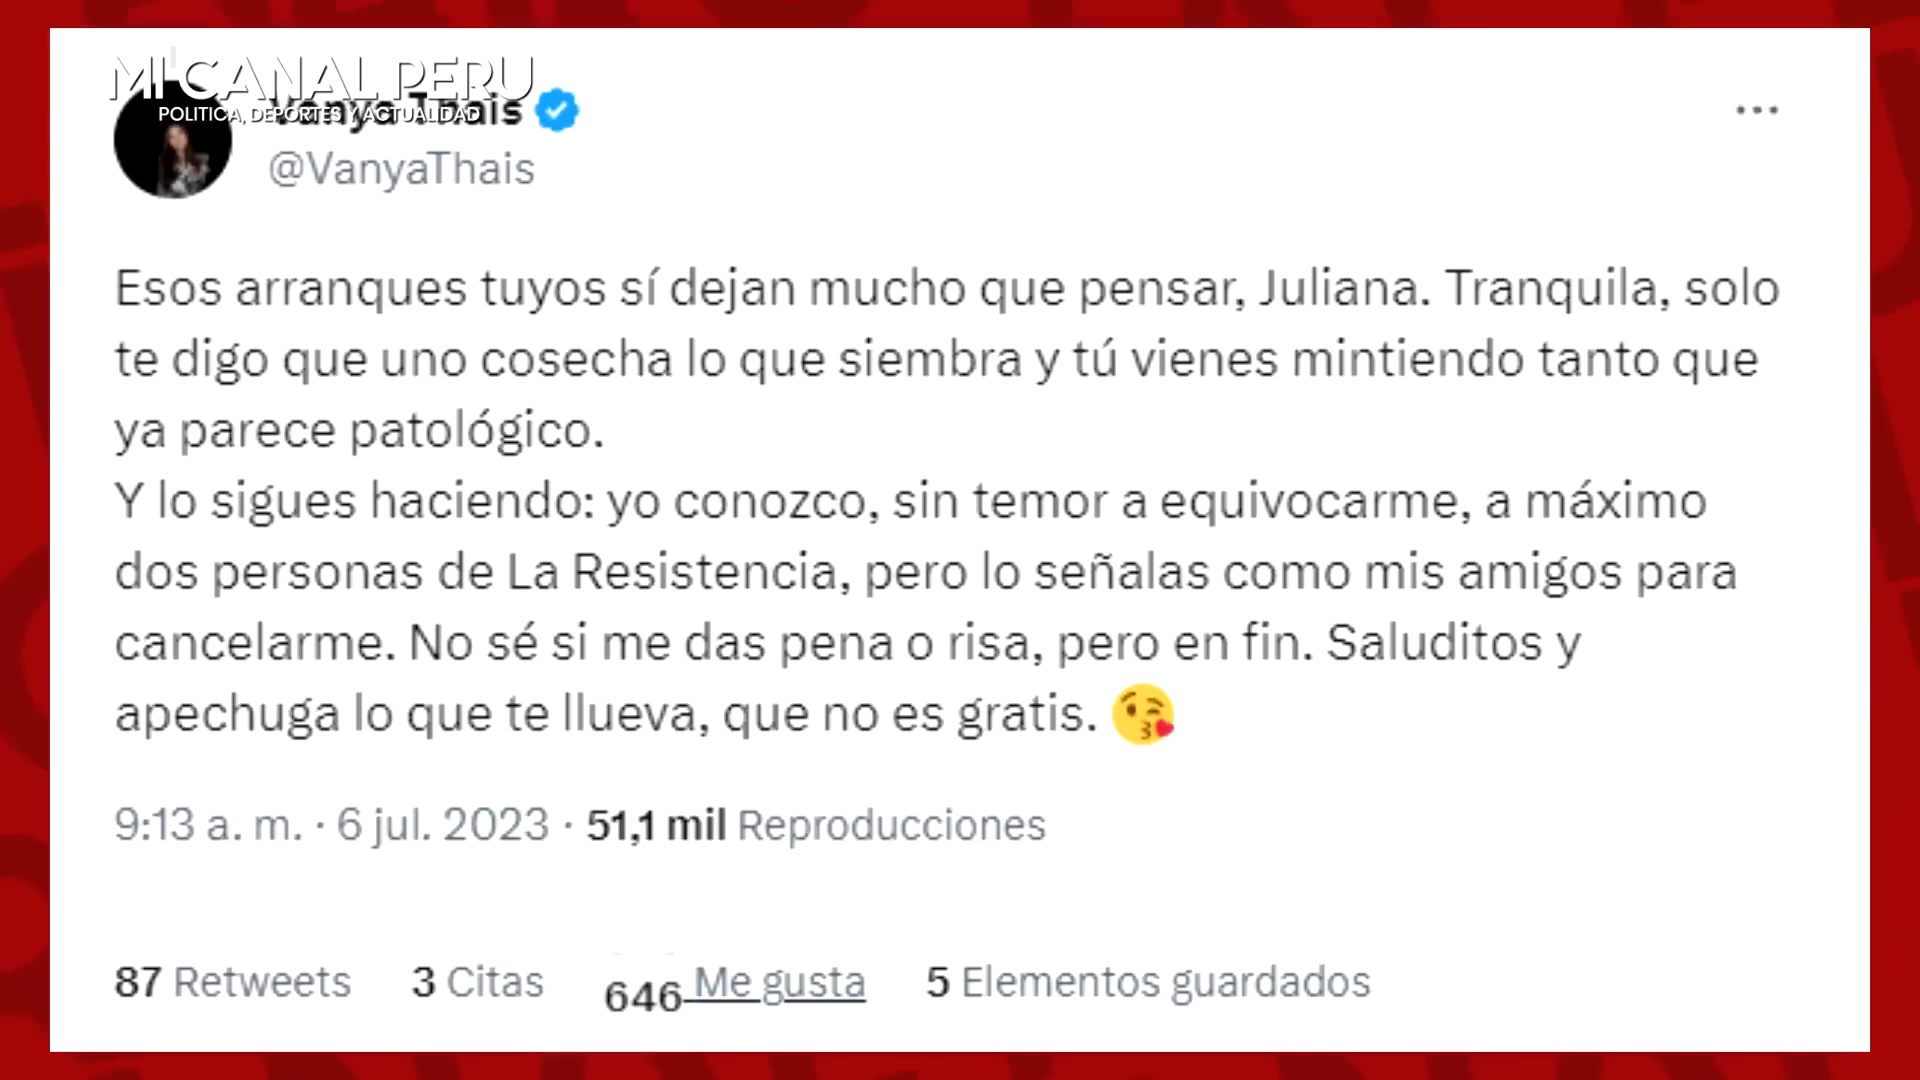 MI CANAL PERU
POLITICA, DEPORTES Y ACTUALIDAD
Vanya Thais
@VanyaThais
Esos arranques tuyos sí dejan mucho que pensar, Juliana. Tranquila, solo
te digo que uno cosecha lo que siembra y tú vienes mintiendo tanto que
ya parece patológico.
Y lo sigues haciendo: yo conozco, sin temor a equivocarme, a máximo
dos personas de La Resistencia, pero lo señalas como mis amigos para
cancelarme. No sé si me das pena o risa, pero en fin. Saluditos y
apechuga lo que te llueva, que no es gratis. 😘
9:13 a. m. · 6 jul. 2023 · 51,1 mil Reproducciones
87 Retweets 3 Citas 646 Me gusta 5 Elementos guardados